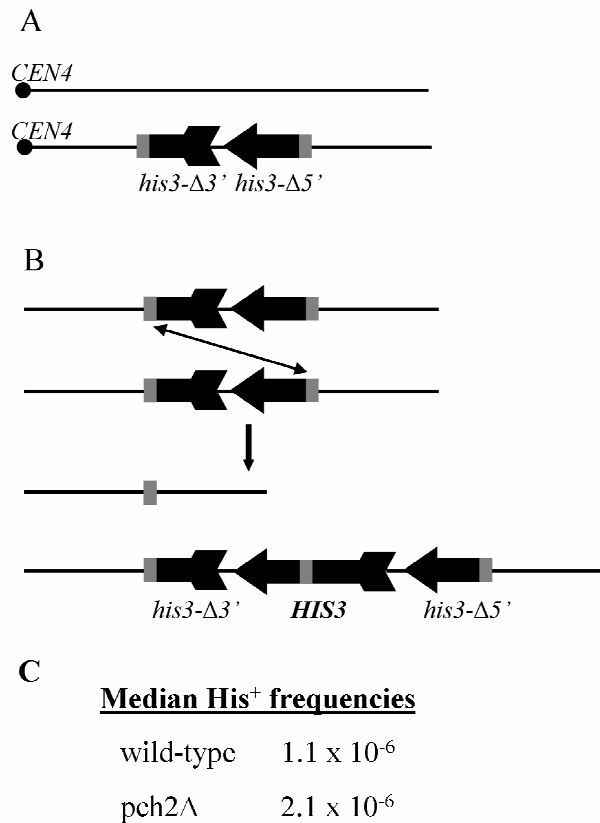 A
CEN4
CEN4
his3-Δ3’ his3-Δ5’
B
his3-Δ3’ HIS3 his3-Δ5’
C
Median His+ frequencies
wild-type 1.1 x 10-6
pch2Δ 2.1 x 10-6